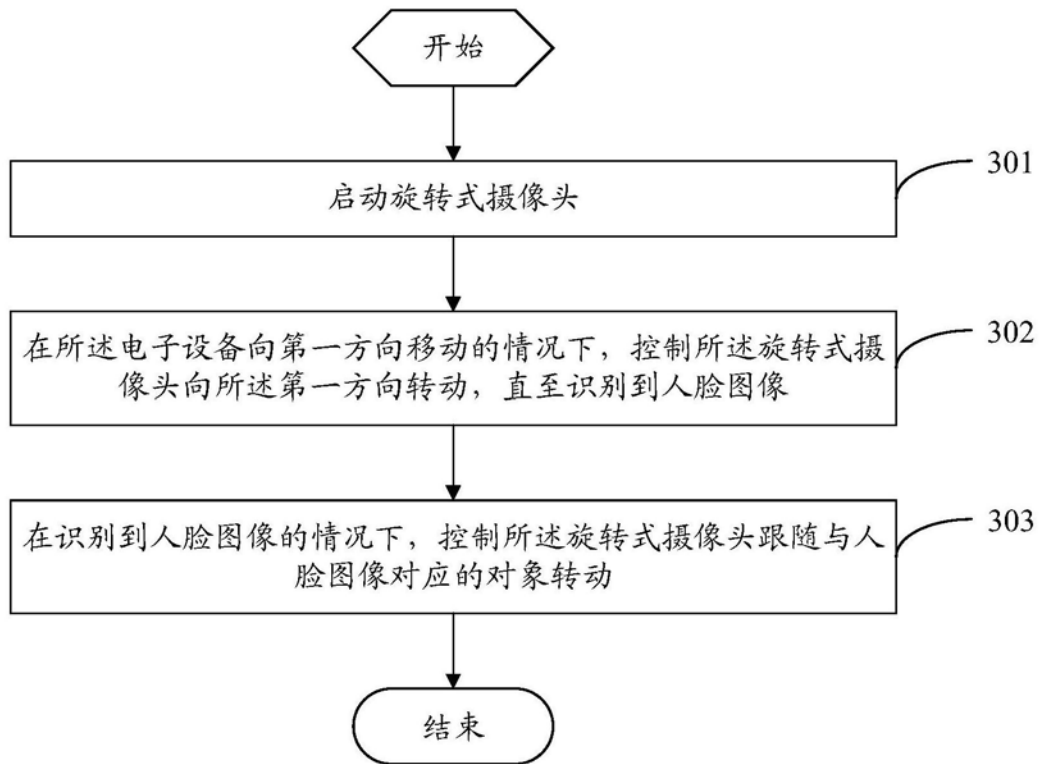 开始
启动旋转式摄像头
301
在所述电子设备向第一方向移动的情况下，控制所述旋转式摄
像头向所述第一方向转动，直至识别到人脸图像
302
在识别到人脸图像的情况下，控制所述旋转式摄像头跟随与人
脸图像对应的对象转动
303
结束